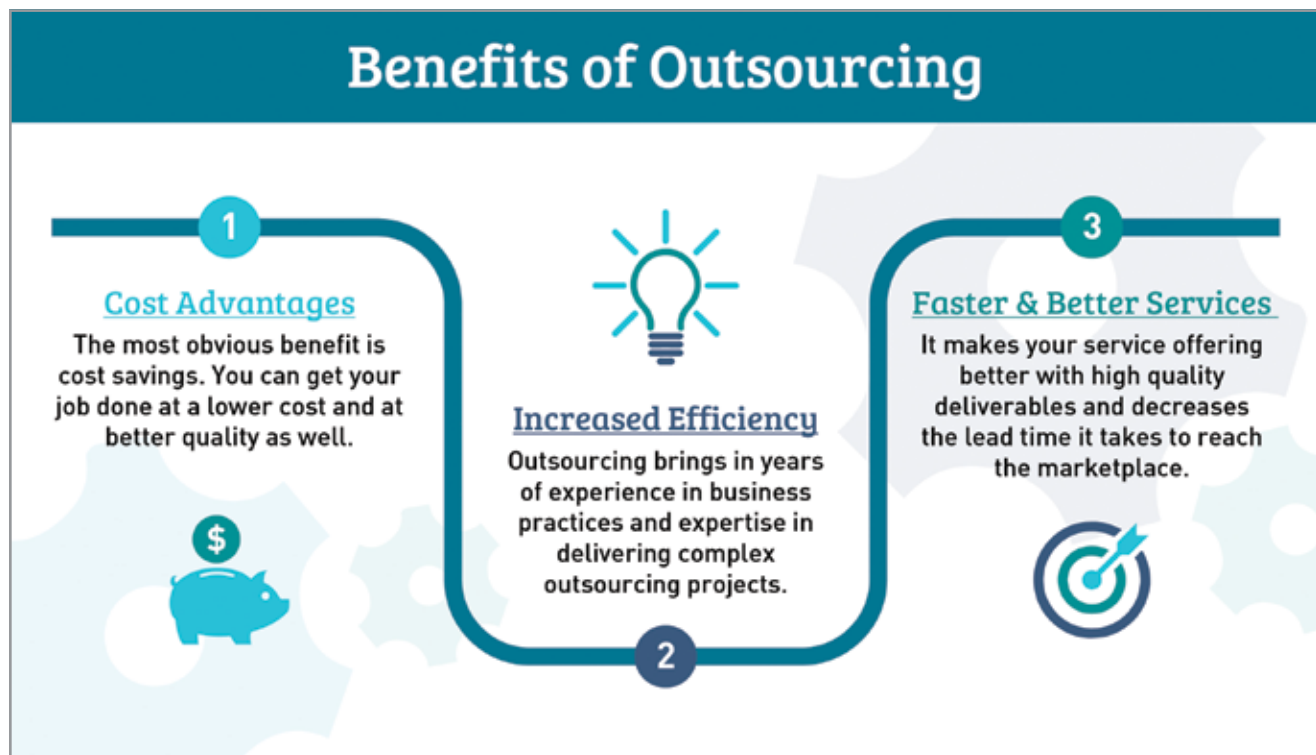 Benefits of Outsourcing
1
Cost Advantages
The most obvious benefit is
cost savings. You can get your
job done at a lower cost and at
better quality as well.
$
Increased Efficiency
Outsourcing brings in years
of experience in business
practices and expertise in
delivering complex
outsourcing projects.
2
3
Faster & Better Services
It makes your service offering
better with high quality
deliverables and decreases
the lead time it takes to reach
the marketplace.